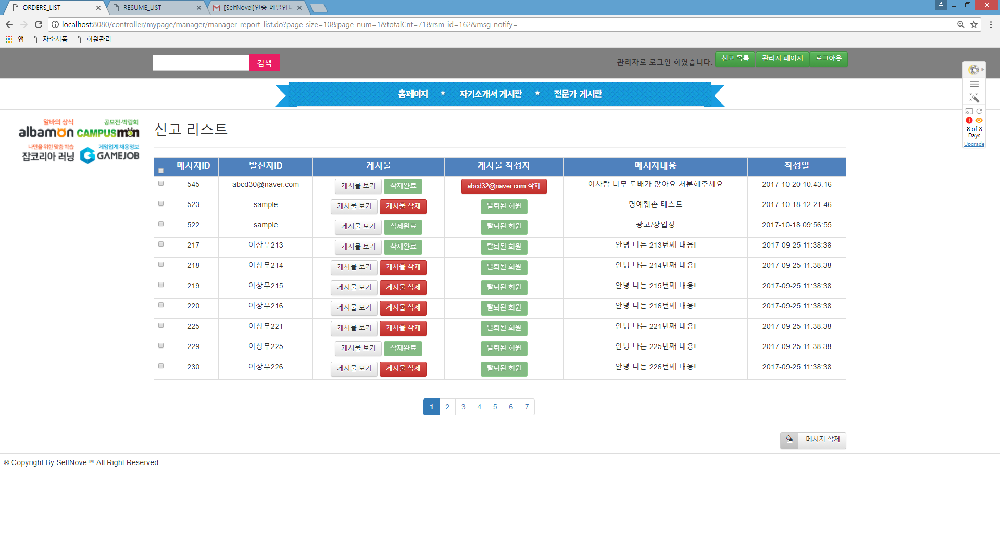 ORDERS_LIST
RESUME_LIST
[SelfNovel]인증 메일입니
localhost:8080/controller/mypage/manager/manager_report_list.do?page_size=10&page_num=1&totalCnt=71&rsm_id=162&msg_notify=
앱 자소서폼 회원관리
검색
관리자로 로그인 하였습니다. 신고 목록 관리자 페이지 로그아웃
홈페이지 ★ 자기소개서 게시판 ★ 전문가 게시판
알바의 상식
albamon
공모전·박람회
CAMPUSmon
나만을 위한 맞춤 학습
잡코리아 러닝
게임업계 채용정보
GAMEJOB
8 of 8
Days
Upgrade
신고 리스트
메시지ID 발신자ID 게시물 게시물 작성자 메시지내용 작성일
545 abcd30@naver.com 게시물 보기 삭제완료 abcd32@naver.com 삭제 이사람 너무 도배가 많아요 처분해주세요 2017-10-20 10:43:16
523 sample 게시물 보기 게시물 삭제 탈퇴된 회원 명예훼손 테스트 2017-10-18 12:21:46
522 sample 게시물 보기 삭제완료 탈퇴된 회원 광고/상업성 2017-10-18 09:56:55
217 이상무213 게시물 보기 삭제완료 탈퇴된 회원 안녕 나는 213번째 내용! 2017-09-25 11:38:38
218 이상무214 게시물 보기 게시물 삭제 탈퇴된 회원 안녕 나는 214번째 내용! 2017-09-25 11:38:38
219 이상무215 게시물 보기 게시물 삭제 탈퇴된 회원 안녕 나는 215번째 내용! 2017-09-25 11:38:38
220 이상무216 게시물 보기 게시물 삭제 탈퇴된 회원 안녕 나는 216번째 내용! 2017-09-25 11:38:38
225 이상무221 게시물 보기 게시물 삭제 탈퇴된 회원 안녕 나는 221번째 내용! 2017-09-25 11:38:38
229 이상무225 게시물 보기 삭제완료 탈퇴된 회원 안녕 나는 225번째 내용! 2017-09-25 11:38:38
230 이상무226 게시물 보기 게시물 삭제 탈퇴된 회원 안녕 나는 226번째 내용! 2017-09-25 11:38:38
1 2 3 4 5 6 7
메시지 삭제
® Copyright By SelfNove™ All Right Reserved.